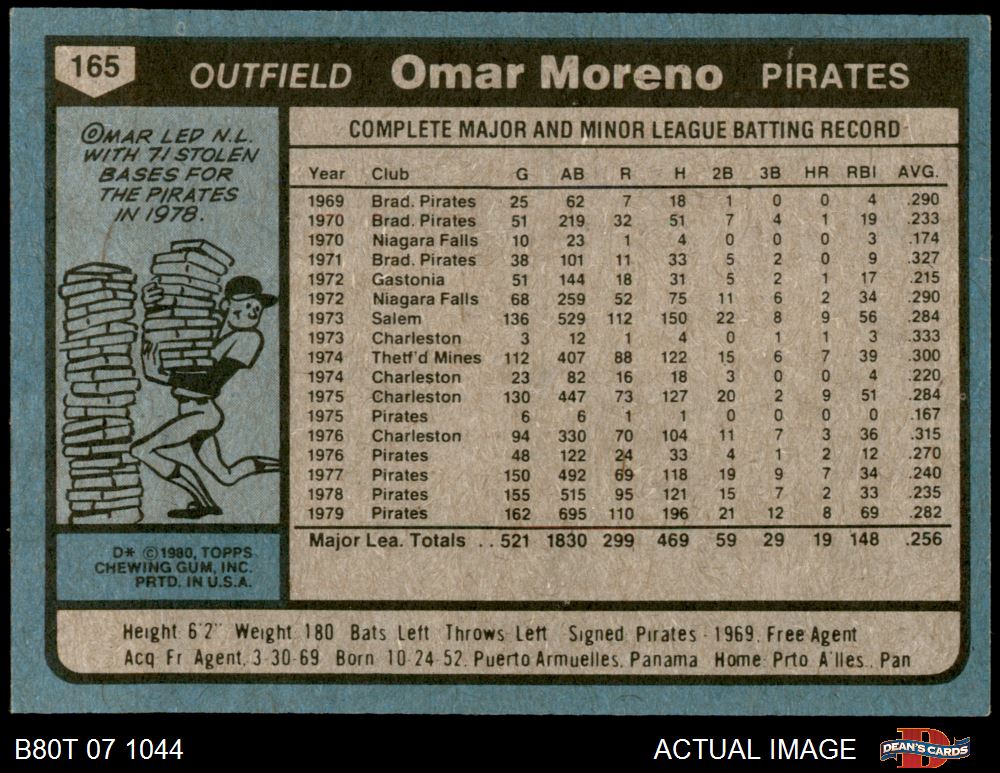 165 OUTFIELD Omar Moreno PIRATES
OMAR LED N.L.
WITH 71 STOLEN
BASES FOR
THE PIRATES
IN 1978.
COMPLETE MAJOR AND MINOR LEAGUE BATTING RECORD
Year Club G AB R H 2B 3B HR RBI AVG.
1969 Brad. Pirates 25 62 7 18 1 0 0 4 .290
1970 Brad. Pirates 51 219 32 51 7 4 1 19 .233
1970 Niagara Falls 10 23 1 4 0 0 0 3 .174
1971 Brad. Pirates 38 101 11 33 5 2 0 9 .327
1972 Gastonia 51 144 18 31 5 2 1 17 .215
1972 Niagara Falls 68 259 52 75 11 6 2 34 .290
1973 Salem 136 529 112 150 22 8 9 56 .284
1973 Charleston 3 12 1 4 0 1 1 3 .333
1974 Thetf'd Mines 112 407 88 122 15 6 7 39 .300
1974 Charleston 23 82 16 18 3 0 0 4 .220
1975 Charleston 130 447 73 127 20 2 9 51 .284
1975 Pirates 6 6 1 1 0 0 0 0 .167
1976 Charleston 94 330 70 104 11 7 3 36 .315
1976 Pirates 48 122 24 33 4 1 2 12 .270
1977 Pirates 150 492 69 118 19 9 7 34 .240
1978 Pirates 155 515 95 121 15 7 2 33 .235
1979 Pirates 162 695 110 196 21 12 8 69 .282
Major Lea. Totals .. 521 1830 299 469 59 29 19 148 .256
D* ©1980, TOPPS
CHEWING GUM, INC.
PRTD. IN U.S.A.
Height 6'2" Weight 180 Bats Left Throws Left Signed Pirates - 1969, Free Agent
Acq Fr Agent, 3-30-69 Born 10-24-52, Puerto Armuelles, Panama Home Prto A'lles., Pan
B80T 07 1044 ACTUAL IMAGE DEAN'S CARDS